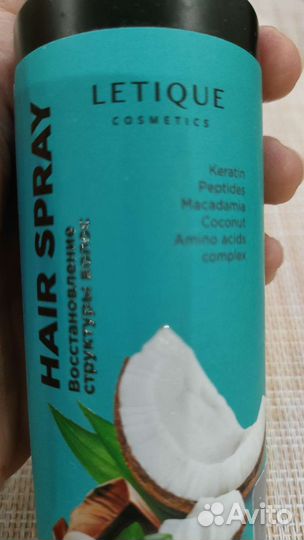 LETIQUE
COSMETICS
Keratin
Peptides
Macadamia
Coconut
Amino acids
complex
HAIR SPRAY
Восстановление
структуры волос
Avito